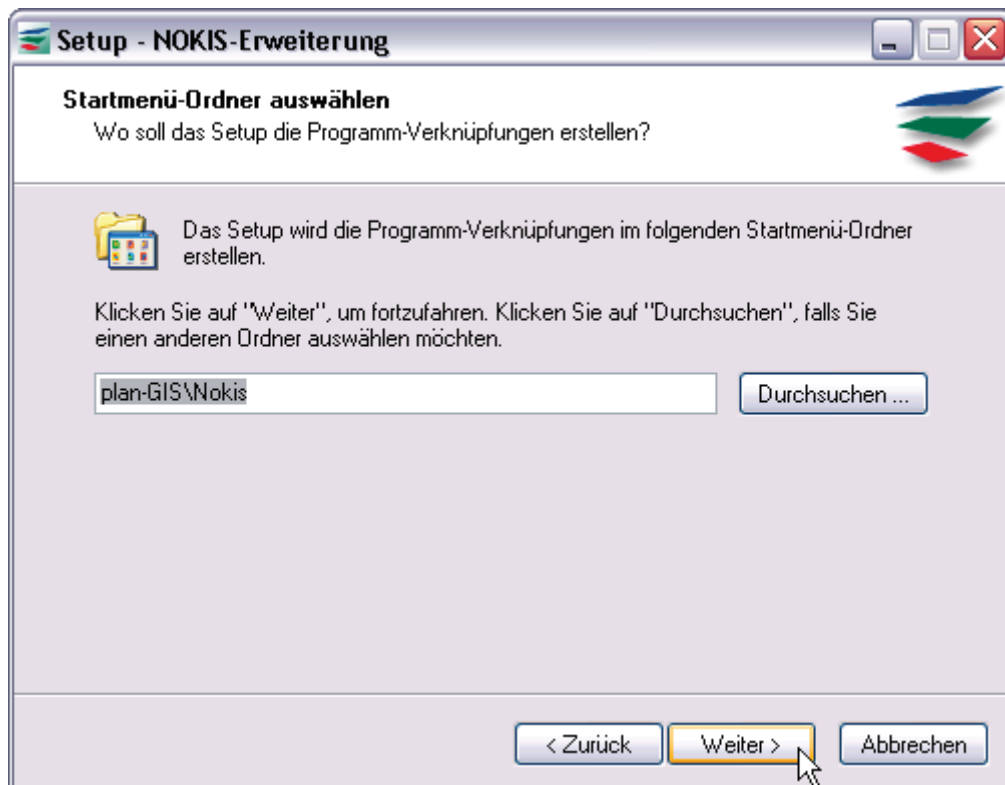 Setup - NOKIS-Erweiterung
Startmenü-Ordner auswählen
Wo soll das Setup die Programm-Verknüpfungen erstellen?
Das Setup wird die Programm-Verknüpfungen im folgenden Startmenü-Ordner
erstellen.
Klicken Sie auf "Weiter", um fortzufahren. Klicken Sie auf "Durchsuchen", falls Sie
einen anderen Ordner auswählen möchten.
plan-GIS\Nokis
Durchsuchen ...
< Zurück
Weiter >
Abbrechen